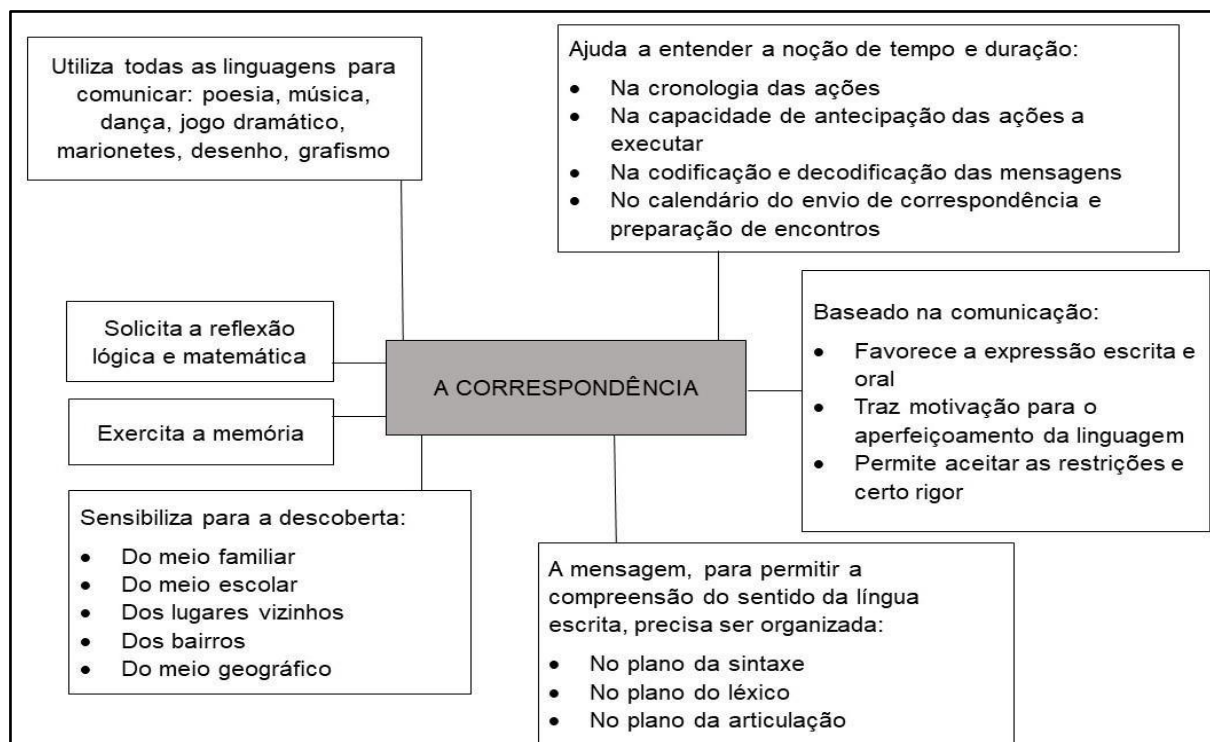 Utiliza todas as linguagens para
comunicar: poesia, música,
dança, jogo dramático,
marionetes, desenho, grafismo
Ajuda a entender a noção de tempo e duração:
• Na cronologia das ações
• Na capacidade de antecipação das ações a
executar
• Na codificação e decodificação das mensagens
• No calendário do envio de correspondência e
preparação de encontros
Solicita a reflexão
lógica e matemática
Exercita a memória
A CORRESPONDÊNCIA
Baseado na comunicação:
• Favorece a expressão escrita e
oral
• Traz motivação para o
aperfeiçoamento da linguagem
• Permite aceitar as restrições e
certo rigor
Sensibiliza para a descoberta:
• Do meio familiar
• Do meio escolar
• Dos lugares vizinhos
• Dos bairros
• Do meio geográfico
A mensagem, para permitir a
compreensão do sentido da língua
escrita, precisa ser organizada:
• No plano da sintaxe
• No plano do léxico
• No plano da articulação